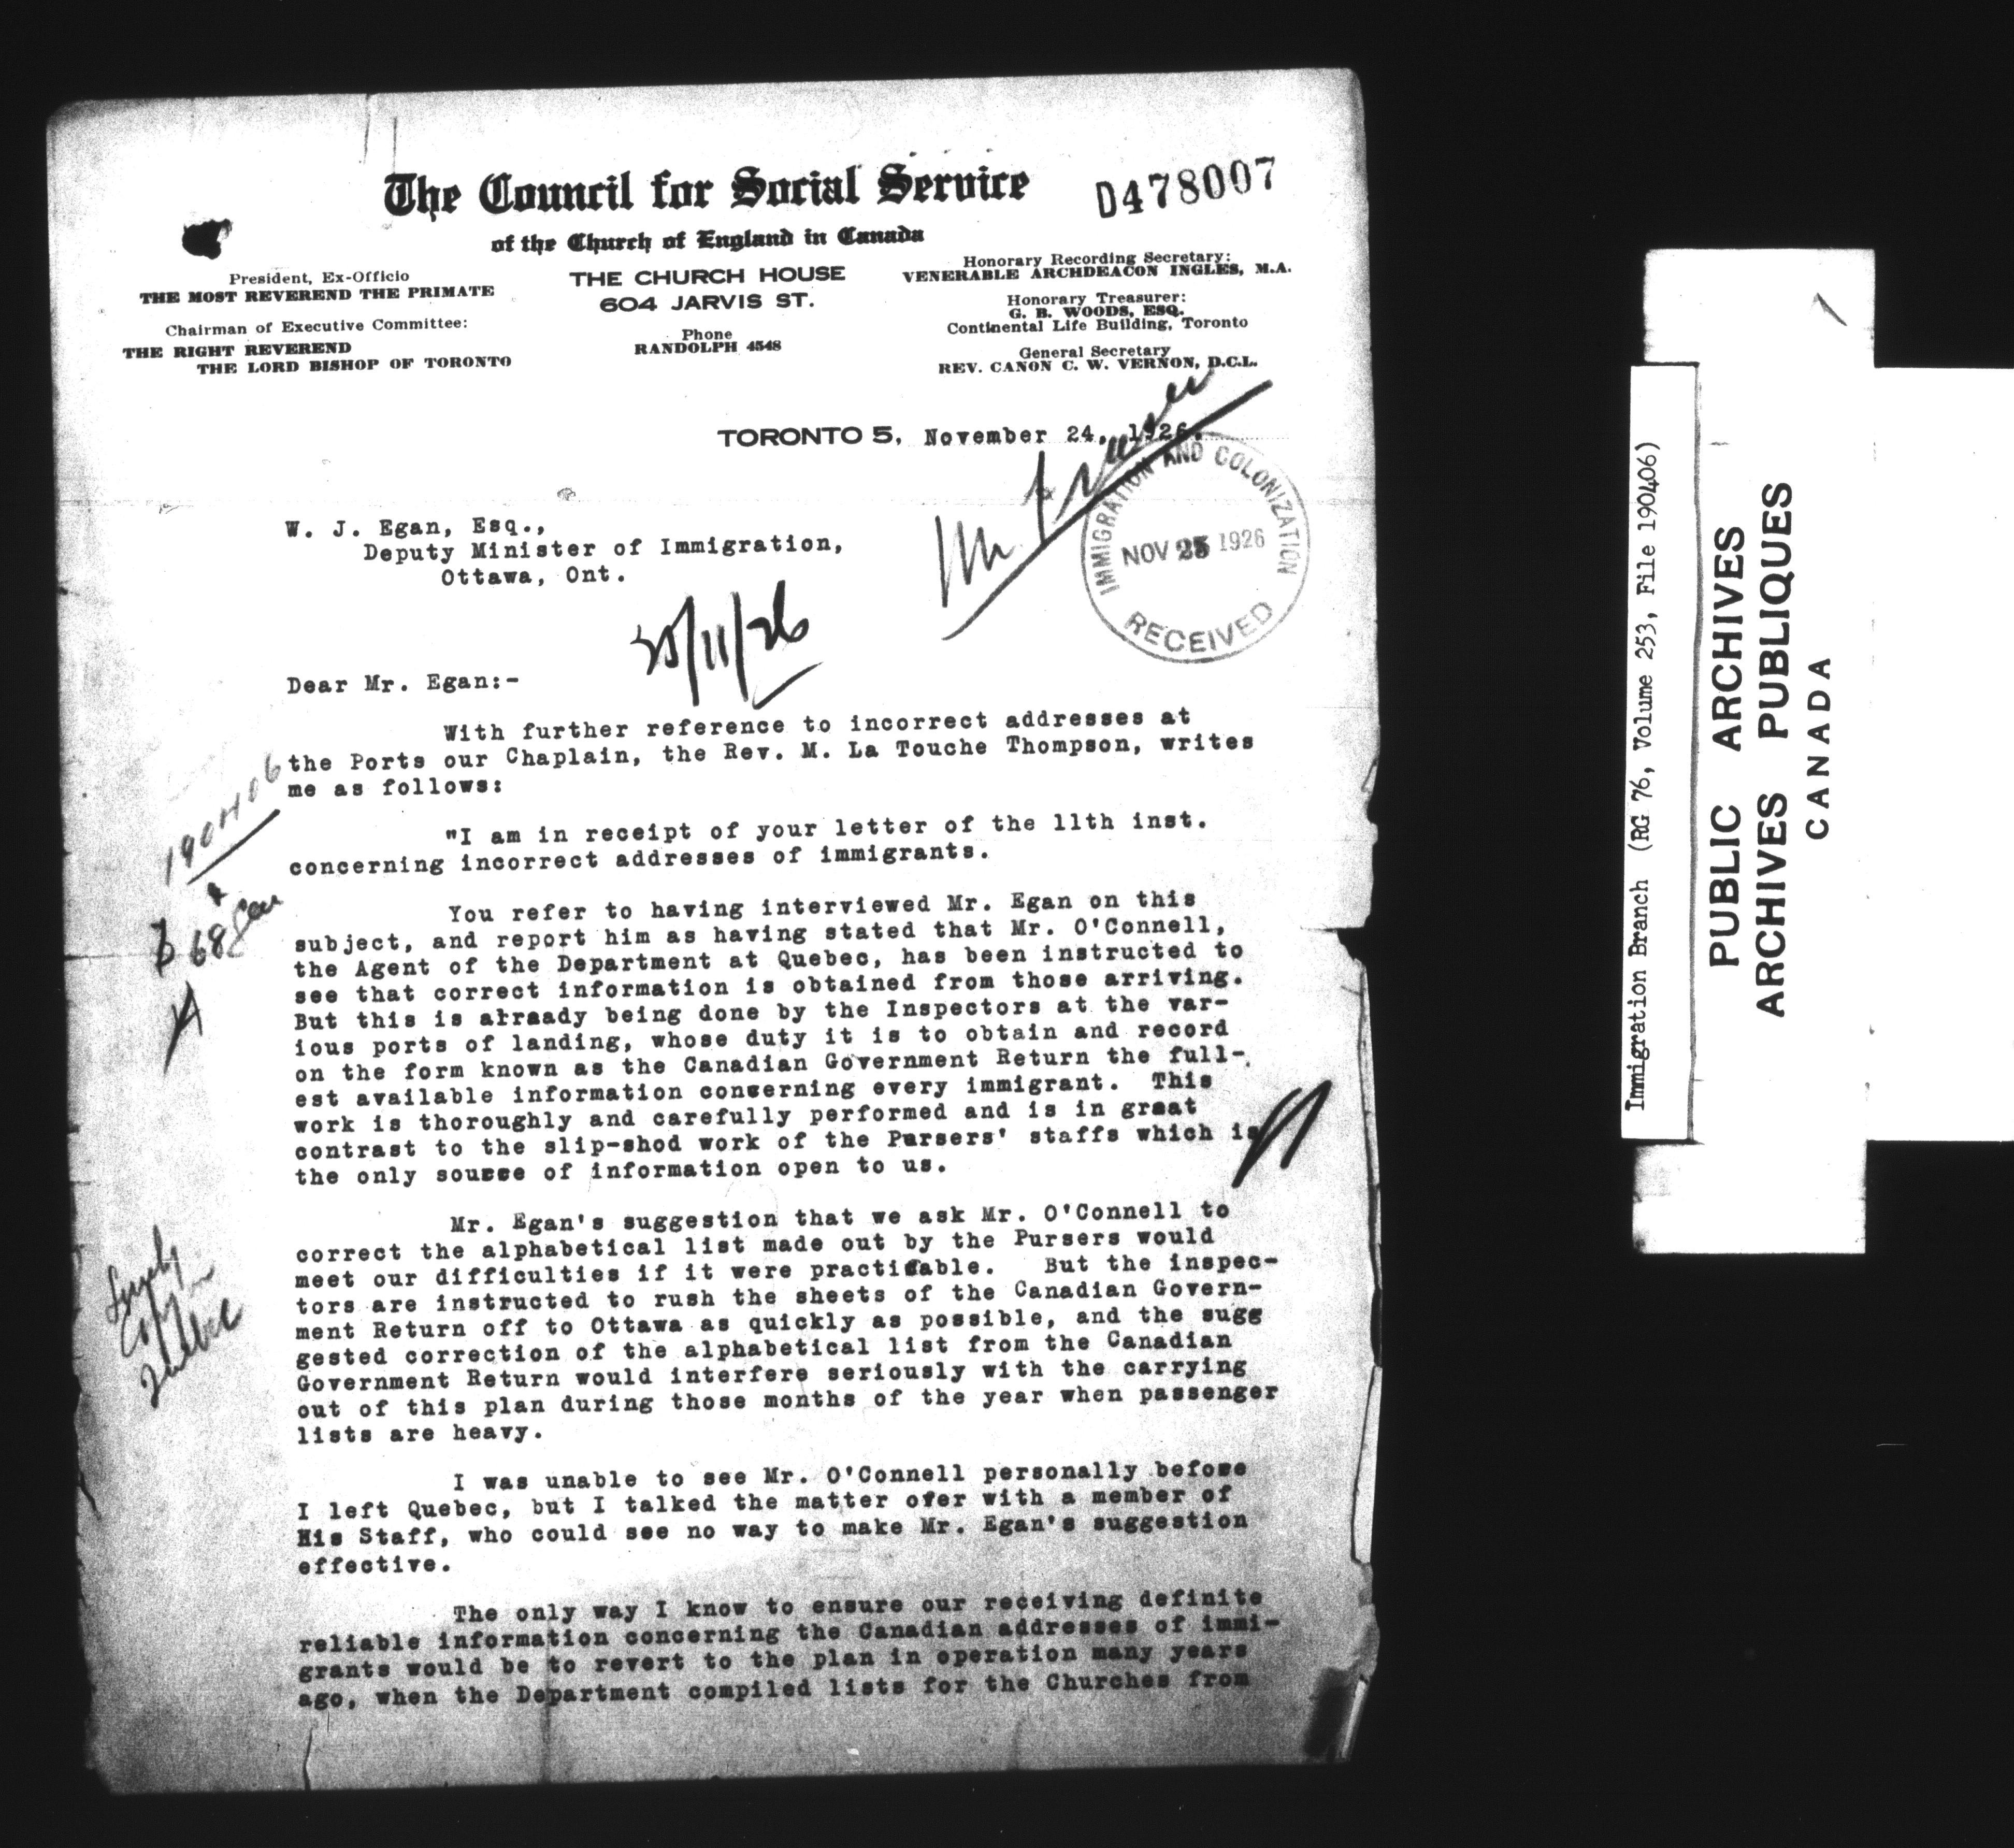 The Council for Social Service
D478007
of the Church of England in Canada
President, Ex-Officio
THE MOST REVEREND THE PRIMATE
Chairman of Executive Committee:
THE RIGHT REVEREND
THE LORD BISHOP OF TORONTO
THE CHURCH HOUSE
604 JARVIS ST.
Phone
RANDOLPH 4548
Honorary Recording Secretary:
VENERABLE ARCHDEACON INGLES, M.A.
Honorary Treasurer:
G. B. WOODS, ESQ.
Continental Life Building, Toronto
General Secretary
REV. CANON C. W. VERNON, D.C.L.
TORONTO 5, November 24, 1926.
Mr.
IMMIGRATION AND COLONIZATION
NOV 25 1926
RECEIVED
W. J. Egan, Esq.,
Deputy Minister of Immigration,
Ottawa, Ont.
25/11/26
Dear Mr. Egan:-
With further reference to incorrect addresses at
the Ports our Chaplain, the Rev. M. La Touche Thompson, writes
me as follows:
190406
"I am in receipt of your letter of the 11th inst.
concerning incorrect addresses of immigrants.
68
You refer to having interviewed Mr. Egan on this
subject, and report him as having stated that Mr. O'Connell,
the Agent of the Department at Quebec, has been instructed to
see that correct information is obtained from those arriving.
But this is alraady being done by the Inspectors at the var-
ious ports of landing, whose duty it is to obtain and record
on the form known as the Canadian Government Return the full-
est available information concerning every immigrant.  This
work is thoroughly and carefully performed and is in great
contrast to the slip-shod work of the Pursers' staffs which is
the only source of information open to us.
Mr. Egan's suggestion that we ask Mr. O'Connell to
correct the alphabetical list made out by the Pursers would
meet our difficulties if it were practicable.  But the inspec-
tors are instructed to rush the sheets of the Canadian Govern-
ment Return off to Ottawa as quickly as possible, and the sugg
gested correction of the alphabetical list from the Canadian
Government Return would interfere seriously with the carrying
out of this plan during those months of the year when passenger
lists are heavy.
copy
Quebec
I was unable to see Mr. O'Connell personally before
I left Quebec, but I talked the matter over with a member of
His Staff, who could see no way to make Mr. Egan's suggestion
effective.
The only way I know to ensure our receiving definite
reliable information concerning the Canadian addresses of immi-
grants would be to revert to the plan in operation many years
ago, when the Department compiled lists for the Churches from
Immigration Branch (RG 76, Volume 253, File 190406)
PUBLIC ARCHIVES
ARCHIVES PUBLIQUES
CANADA